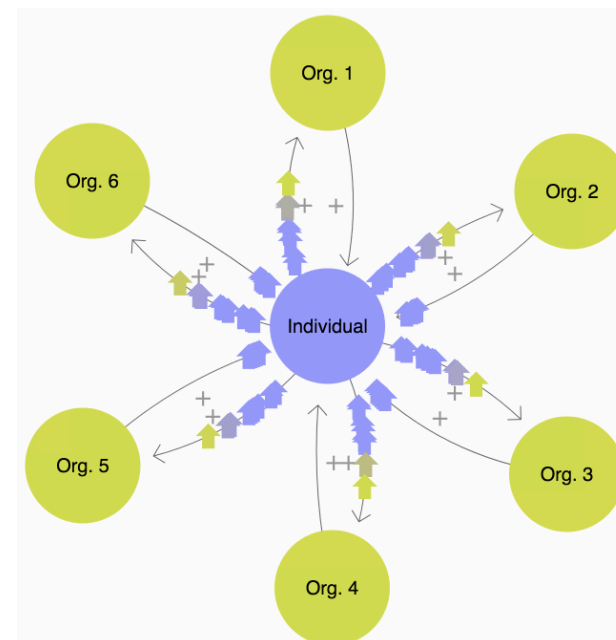 Org. 1
Org. 6
Org. 2
+ +
+
+
+
+
Individual
+
+
+
+
Org. 5
++
Org. 3
Org. 4